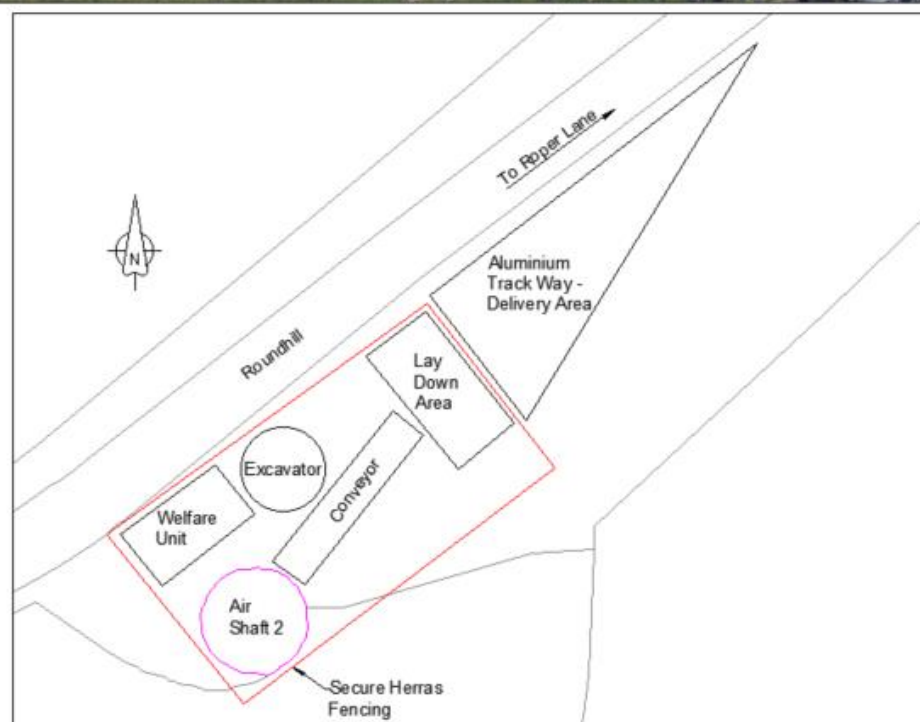 To Roper Lane
N
Aluminium
Track Way -
Delivery Area
Roundhill
Lay
Down
Area
Excavator
Conveyor
Welfare
Unit
Air
Shaft 2
Secure Herras
Fencing